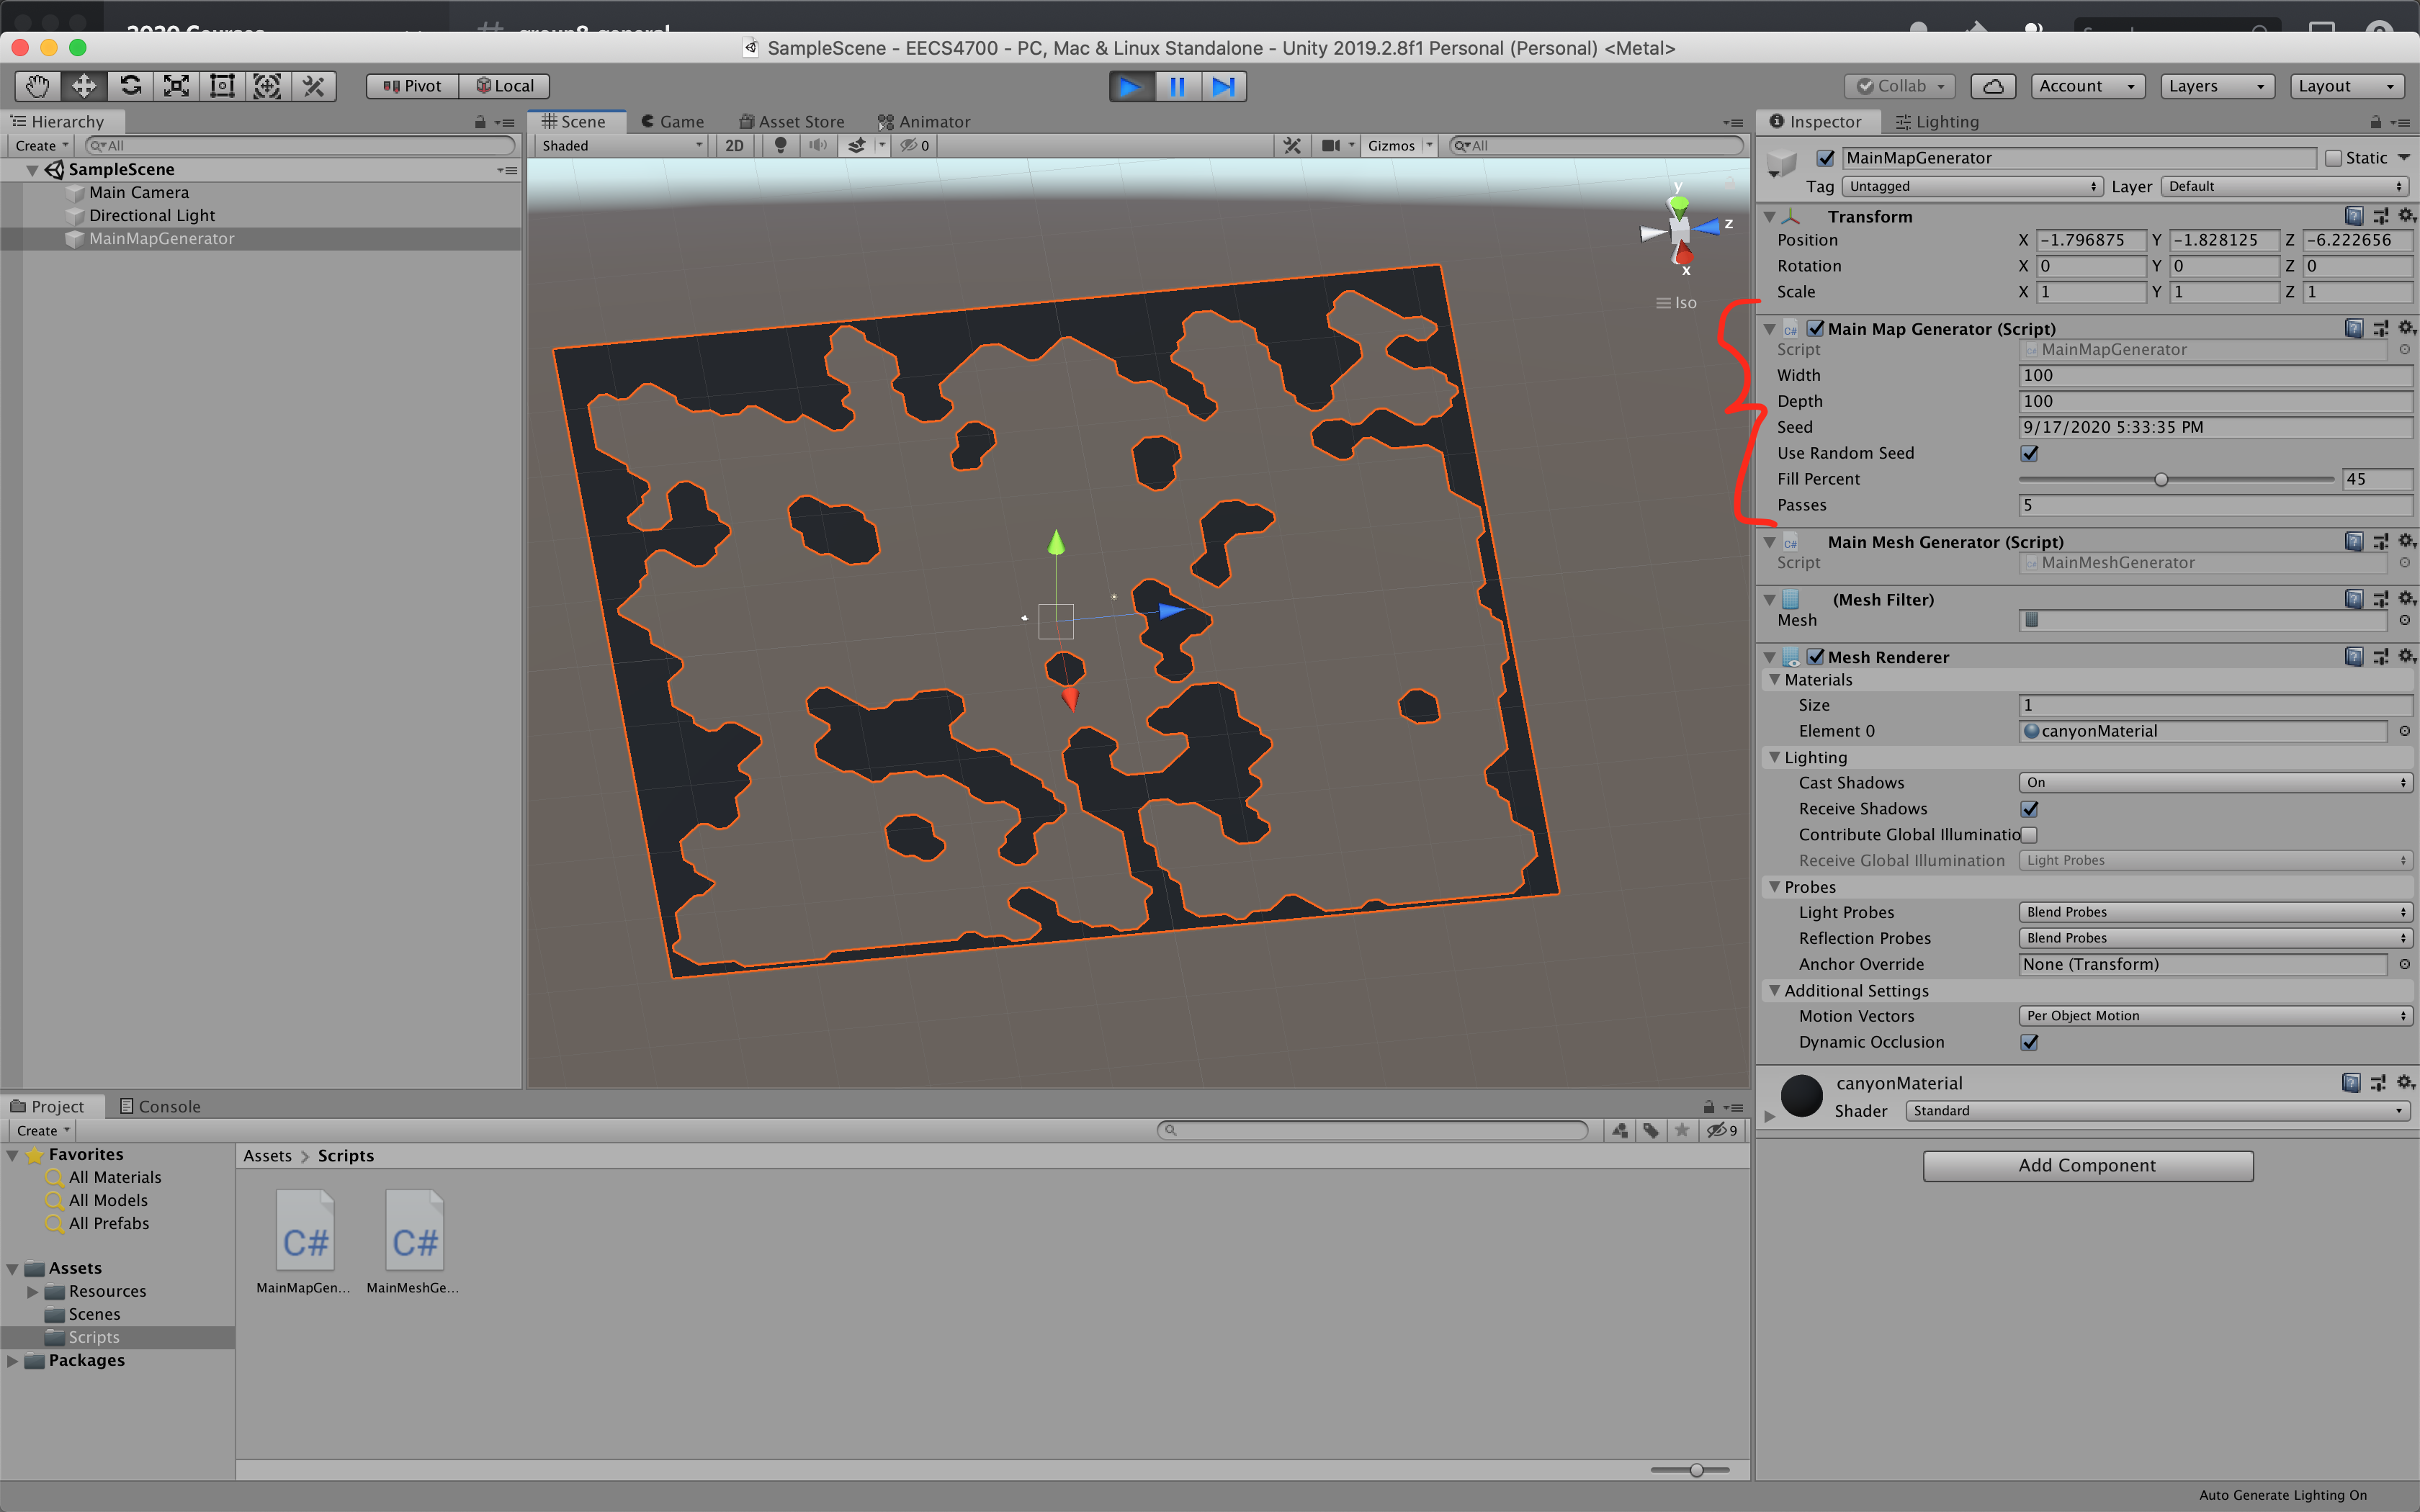 SampleScene - EECS4700 - PC, Mac & Linux Standalone - Unity 2019.2.8f1 Personal (Personal) <Metal>
Pivot Local Collab Account Layers Layout
Hierarchy
Create All
SampleScene
Main Camera
Directional Light
MainMapGenerator
Scene Game Asset Store Animator
Shaded 2D 0 Gizmos All
y
z
x
Iso
Inspector Lighting
MainMapGenerator Static
Tag Untagged Layer Default
Transform
Position X -1.796875 Y -1.828125 Z -6.222656
Rotation X 0 Y 0 Z 0
Scale X 1 Y 1 Z 1
C# Main Map Generator (Script)
Script MainMapGenerator
Width 100
Depth 100
Seed 9/17/2020 5:33:35 PM
Use Random Seed
Fill Percent 45
Passes 5
C# Main Mesh Generator (Script)
Script MainMeshGenerator
(Mesh Filter)
Mesh
Mesh Renderer
Materials
Size 1
Element 0 canyonMaterial
Lighting
Cast Shadows On
Receive Shadows
Contribute Global Illuminatio
Receive Global Illumination Light Probes
Probes
Light Probes Blend Probes
Reflection Probes Blend Probes
Anchor Override None (Transform)
Additional Settings
Motion Vectors Per Object Motion
Dynamic Occlusion
canyonMaterial
Shader Standard
Add Component
Project Console
Create 9
Favorites
All Materials
All Models
All Prefabs
Assets
Resources
Scenes
Scripts
Packages
Assets > Scripts
C# C#
MainMapGen... MainMeshGe...
Auto Generate Lighting On